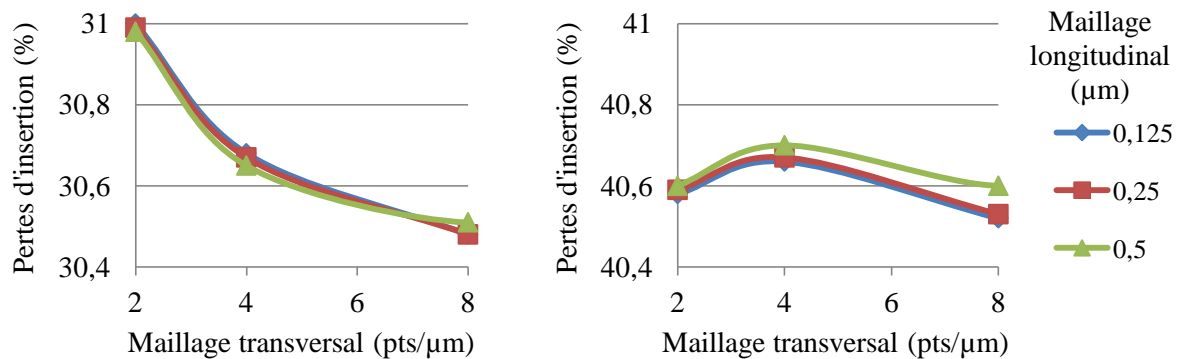 Pertes d'insertion (%)
31
30,8
30,6
30,4
2
4
6
8
Maillage transversal (pts/µm)
Pertes d'insertion (%)
41
40,8
40,6
40,4
2
4
6
8
Maillage transversal (pts/µm)
Maillage
longitudinal
(µm)
0,125
0,25
0,5